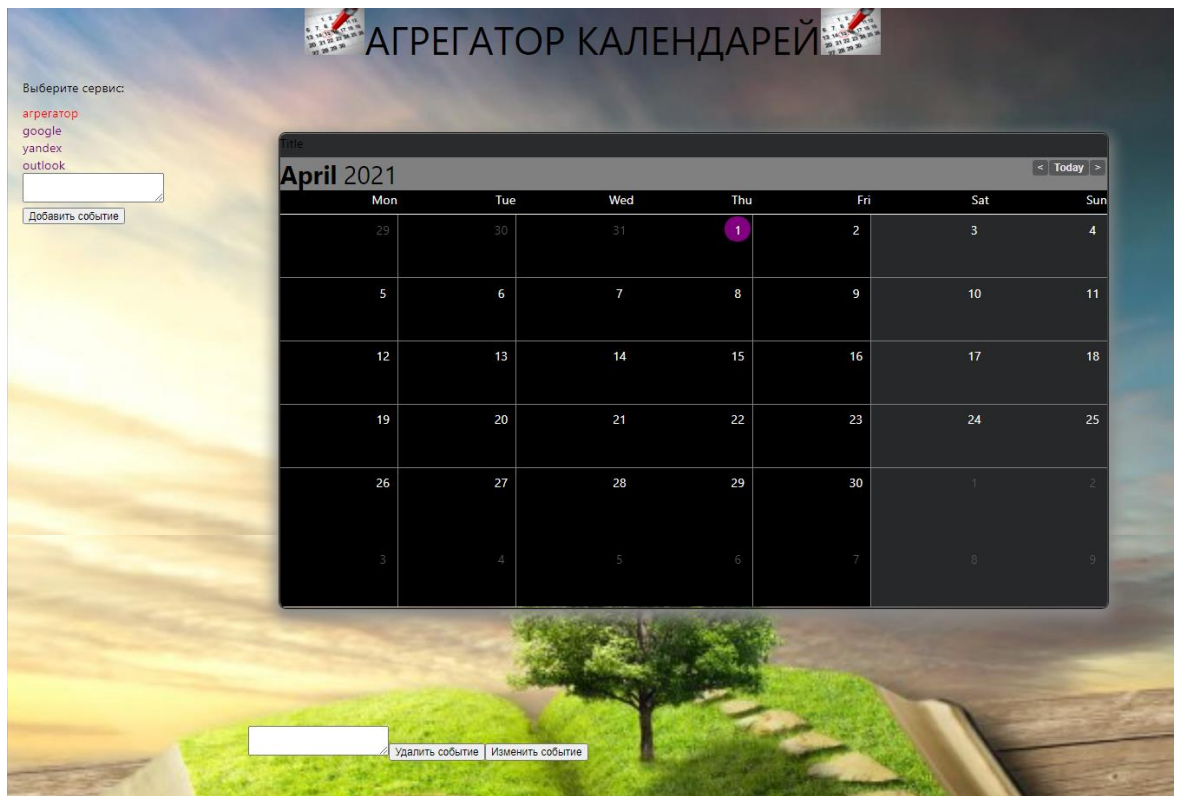 АГРЕГАТОР КАЛЕНДАРЕЙ
Выберите сервис:
агрегатор
google
yandex
outlook
Добавить событие
Title
April 2021
< Today >
Mon Tue Wed Thu Fri Sat Sun
29 30 31 1 2 3 4
5 6 7 8 9 10 11
12 13 14 15 16 17 18
19 20 21 22 23 24 25
26 27 28 29 30 1 2
3 4 5 6 7 8 9
Удалить событие Изменить событие